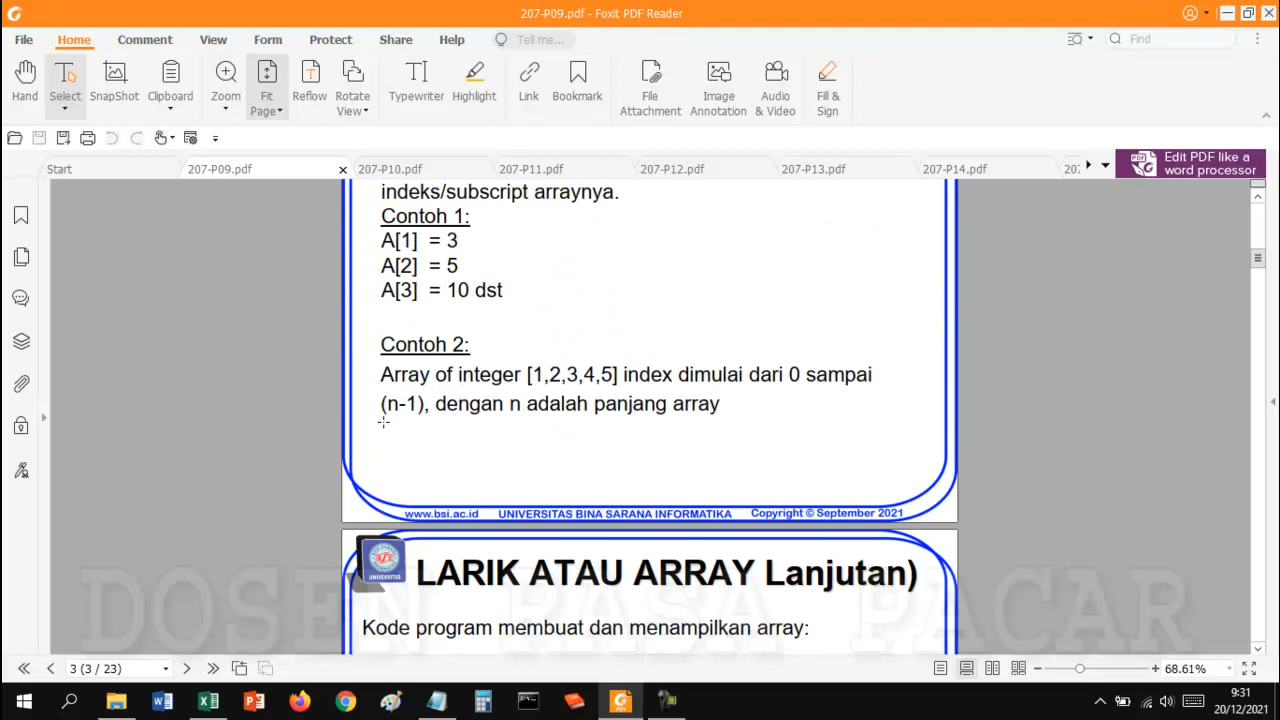 207-P09.pdf - Foxit PDF Reader
File Home Comment View Form Protect Share Help Tell me... Find
Hand Select SnapShot Clipboard Zoom Fit Page Reflow Rotate View Typewriter Highlight Link Bookmark File Attachment Image Annotation Audio & Video Fill & Sign
Start 207-P09.pdf 207-P10.pdf 207-P11.pdf 207-P12.pdf 207-P13.pdf 207-P14.pdf 207
Edit PDF like a
word processor
indeks/subscript arraynya.
Contoh 1:
A[1] = 3
A[2] = 5
A[3] = 10 dst
Contoh 2:
Array of integer [1,2,3,4,5] index dimulai dari 0 sampai
(n-1), dengan n adalah panjang array
www.bsi.ac.id UNIVERSITAS BINA SARANA INFORMATIKA Copyright © September 2021
UNIVERSITAS
LARIK ATAU ARRAY Lanjutan)
DOSEN RASA PACAR
Kode program membuat dan menampilkan array:
3 (3 / 23) 68.61%
9:31
20/12/2021